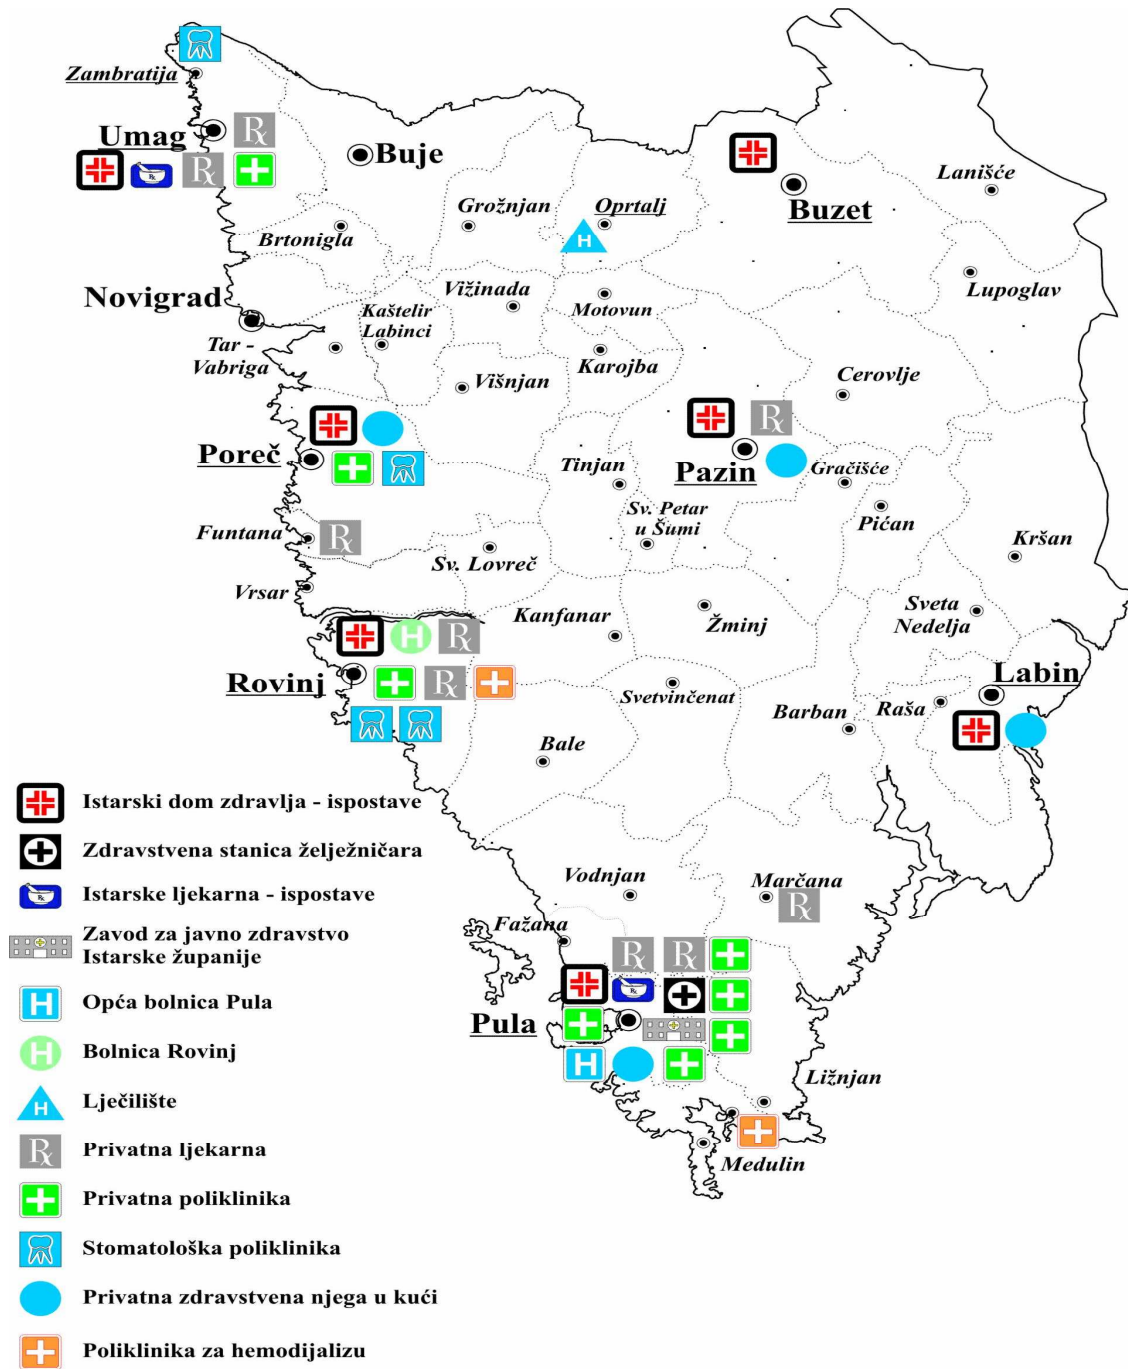 Zambratija
Umag
Buje
Buzet
Lanišće
Grožnjan
Oprtalj
Brtonigla
H
Lupoglav
Novigrad
Vižinada
Motovun
Kaštelir
Labinci
Tar -
Vabriga
Karojba
Višnjan
Cerovlje
Poreč
Pazin
Tinjan
Gračišće
Sv. Petar
u Šumi
Pićan
Funtana
Sv. Lovreč
Kršan
Vrsar
Kanfanar
Žminj
Sveta
Nedelja
H
Rovinj
Labin
Svetvinčenat
Raša
Barban
Bale
Vodnjan
Marčana
Fažana
Pula
H
Ližnjan
Medulin
Istarski dom zdravlja - ispostave
Zdravstvena stanica željžničara
Istarske ljekarna - ispostave
Zavod za javno zdravstvo
Istarske županije
H Opća bolnica Pula
H Bolnica Rovinj
H Lječilište
Rx Privatna ljekarna
Privatna poliklinika
Stomatološka poliklinika
Privatna zdravstvena njega u kući
Poliklinika za hemodijalizu